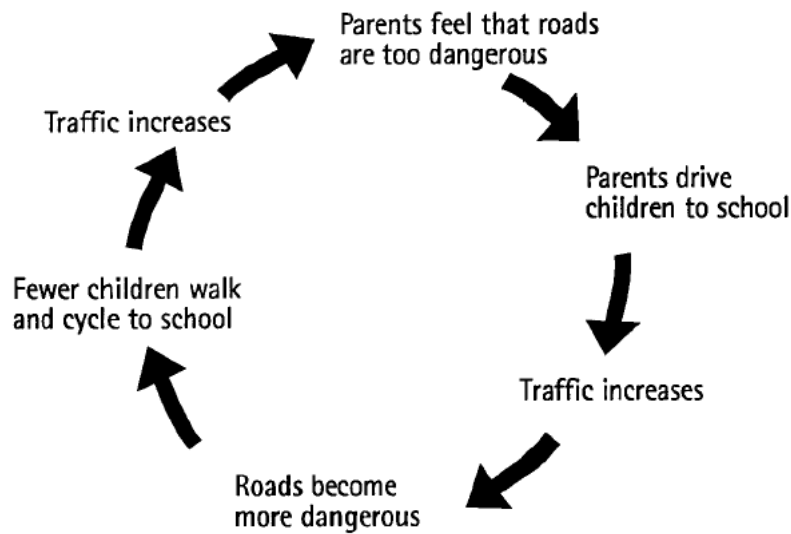 Parents feel that roads
are too dangerous
Parents drive
children to school
Traffic increases
Roads become
more dangerous
Fewer children walk
and cycle to school
Traffic increases